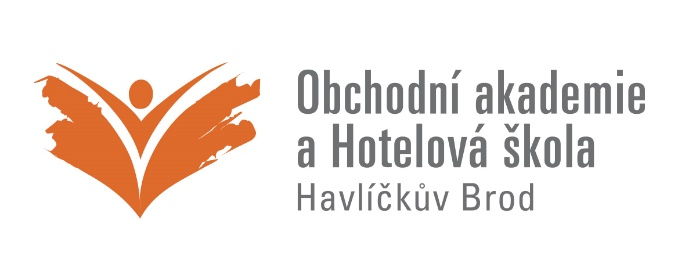 Obchodní akademie
a Hotelová škola
Havlíčkův Brod